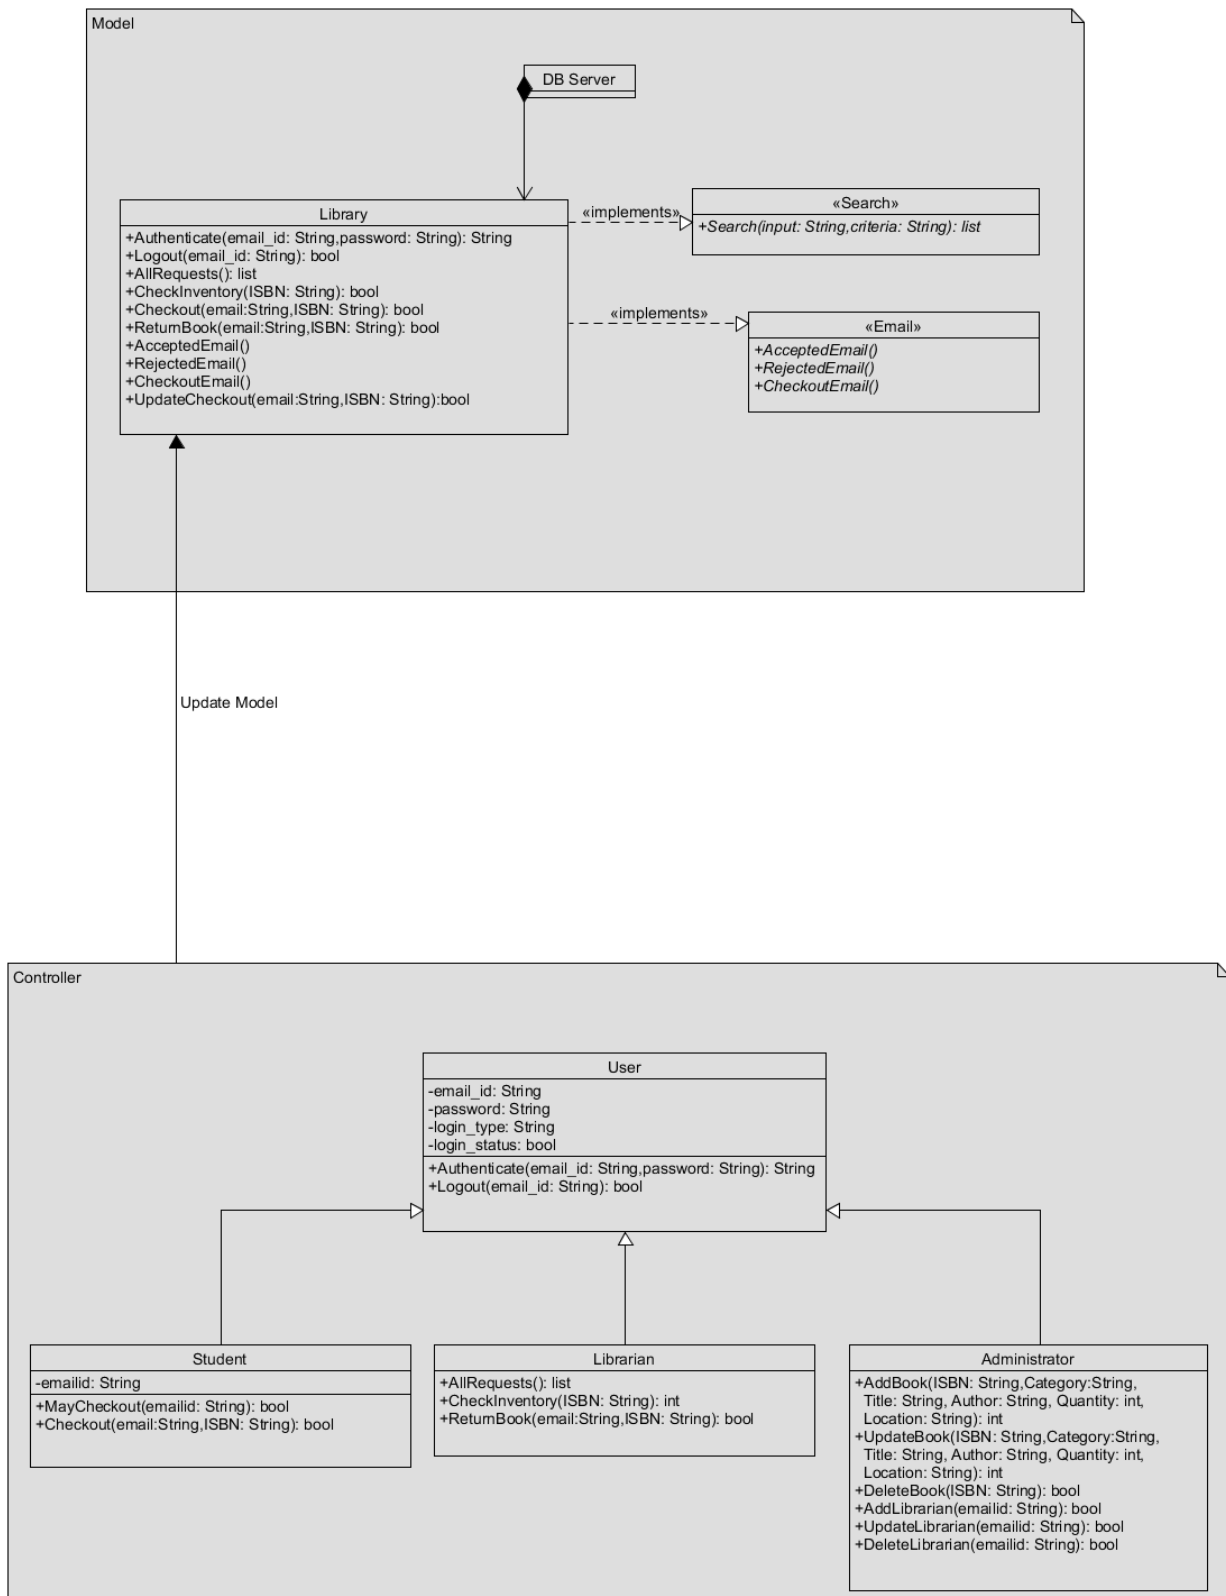 Model
DB Server
Library
+Authenticate(email_id: String,password: String): String
+Logout(email_id: String): bool
+AllRequests(): list
+CheckInventory(ISBN: String): bool
+Checkout(email:String,ISBN: String): bool
+ReturnBook(email:String,ISBN: String): bool
+AcceptedEmail()
+RejectedEmail()
+CheckoutEmail()
+UpdateCheckout(email:String,ISBN: String):bool
«implements»
«Search»
+Search(input: String,criteria: String): list
«implements»
«Email»
+AcceptedEmail()
+RejectedEmail()
+CheckoutEmail()
Update Model
Controller
User
-email_id: String
-password: String
-login_type: String
-login_status: bool
+Authenticate(email_id: String,password: String): String
+Logout(email_id: String): bool
Student
-emailid: String
+MayCheckout(emailid: String): bool
+Checkout(email:String,ISBN: String): bool
Librarian
+AllRequests(): list
+CheckInventory(ISBN: String): int
+ReturnBook(email:String,ISBN: String): bool
Administrator
+AddBook(ISBN: String,Category:String,
Title: String, Author: String, Quantity: int,
Location: String): int
+UpdateBook(ISBN: String,Category:String,
Title: String, Author: String, Quantity: int,
Location: String): int
+DeleteBook(ISBN: String): bool
+AddLibrarian(emailid: String): bool
+UpdateLibrarian(emailid: String): bool
+DeleteLibrarian(emailid: String): bool